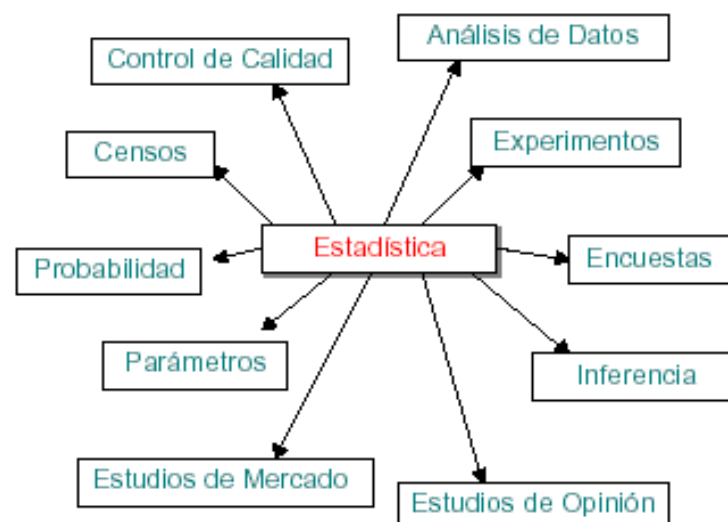 Análisis de Datos
Control de Calidad
Experimentos
Censos
Estadística
Encuestas
Probabilidad
Parámetros
Inferencia
Estudios de Mercado
Estudios de Opinión